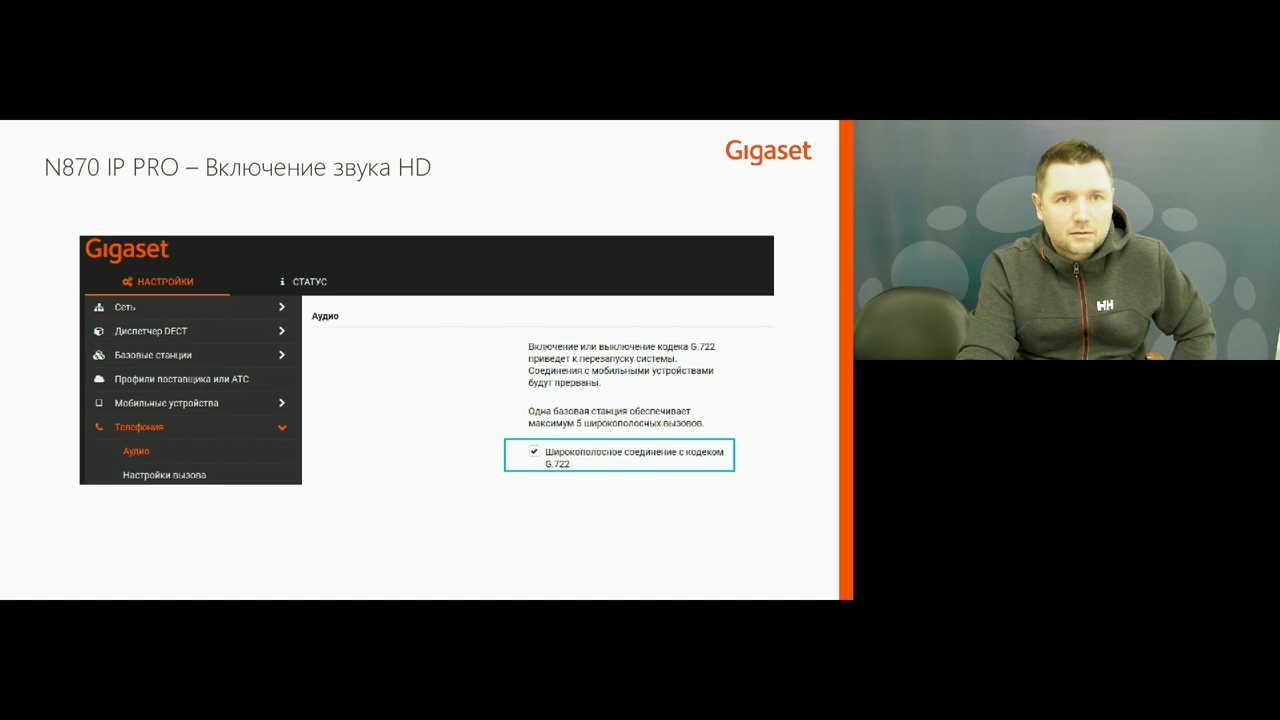 N870 IP PRO – Включение звука HD
Gigaset
Gigaset
НАСТРОЙКИ
СТАТУС
Сеть
Диспетчер DECT
Базовые станции
Профили поставщика или АТС
Мобильные устройства
Телефония
Аудио
Настройки вызова
Аудио
Включение или выключение кодека G.722
приведет к перезапуску системы.
Соединения с мобильными устройствами
будут прерваны.
Одна базовая станция обеспечивает
максимум 5 широкополосных вызовов.
Широкополосное соединение с кодеком
G.722
HH